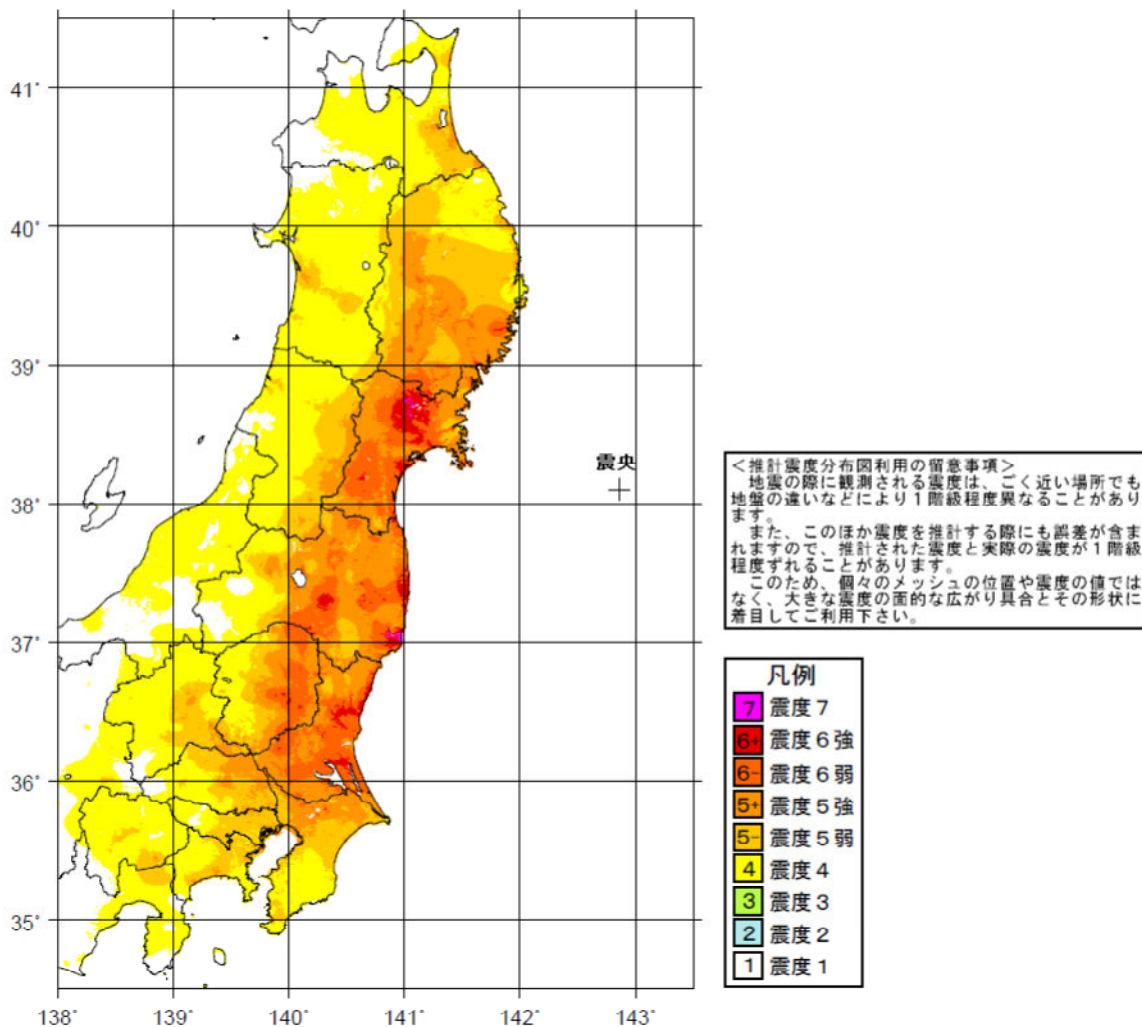 41°
40°
39°
38°
37°
36°
35°
138°
139°
140°
141°
142°
143°
震央
＜推計震度分布図利用の留意事項＞
　地震の際に観測される震度は、ごく近い場所でも
地盤の違いなどにより１階級程度異なることがあり
ます。
　また、このほか震度を推計する際にも誤差が含ま
れますので、推計された震度と実際の震度が１階級
程度ずれることがあります。
　このため、個々のメッシュの位置や震度の値では
なく、大きな震度の面的な広がり具合とその形状に
着目してご利用下さい。
凡例
7 震度７
6+ 震度６強
6- 震度６弱
5+ 震度５強
5- 震度５弱
4 震度４
3 震度３
2 震度２
1 震度１